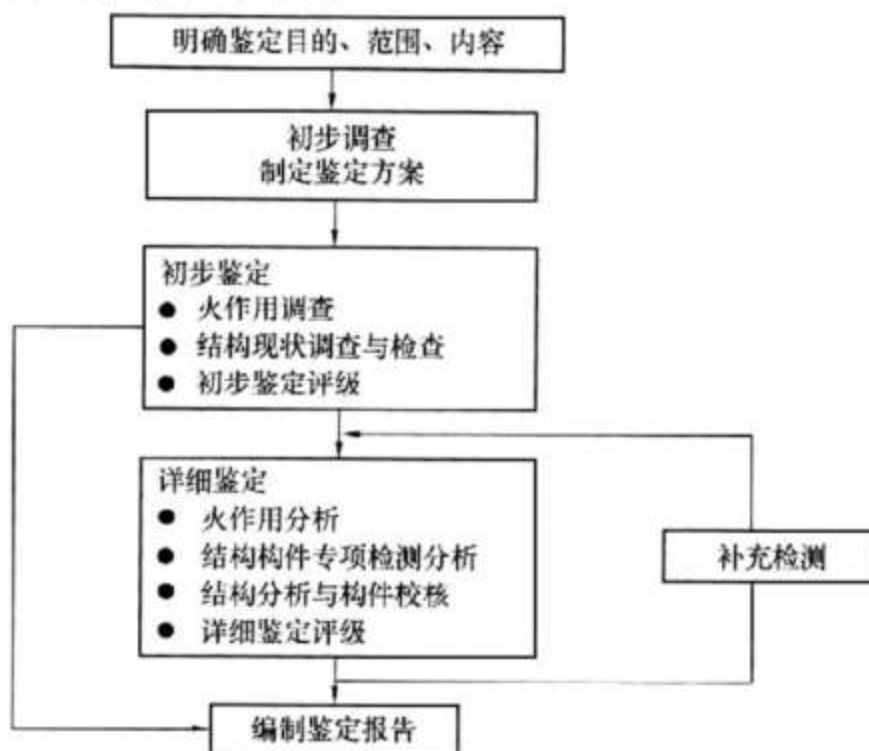 明确鉴定目的、范围、内容
初步调查
制定鉴定方案
初步鉴定
● 火作用调查
● 结构现状调查与检查
● 初步鉴定评级
详细鉴定
● 火作用分析
● 结构构件专项检测分析
● 结构分析与构件校核
● 详细鉴定评级
补充检测
编制鉴定报告